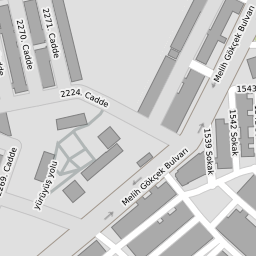 2270. Cadde
2271. Cadde
Melih Gökçek Bulvarı
2224. Cadde
1543
1542 Sokak
1539 Sokak
yürüyüş yolu
2269. Cadde
Melih Gökçek Bulvarı